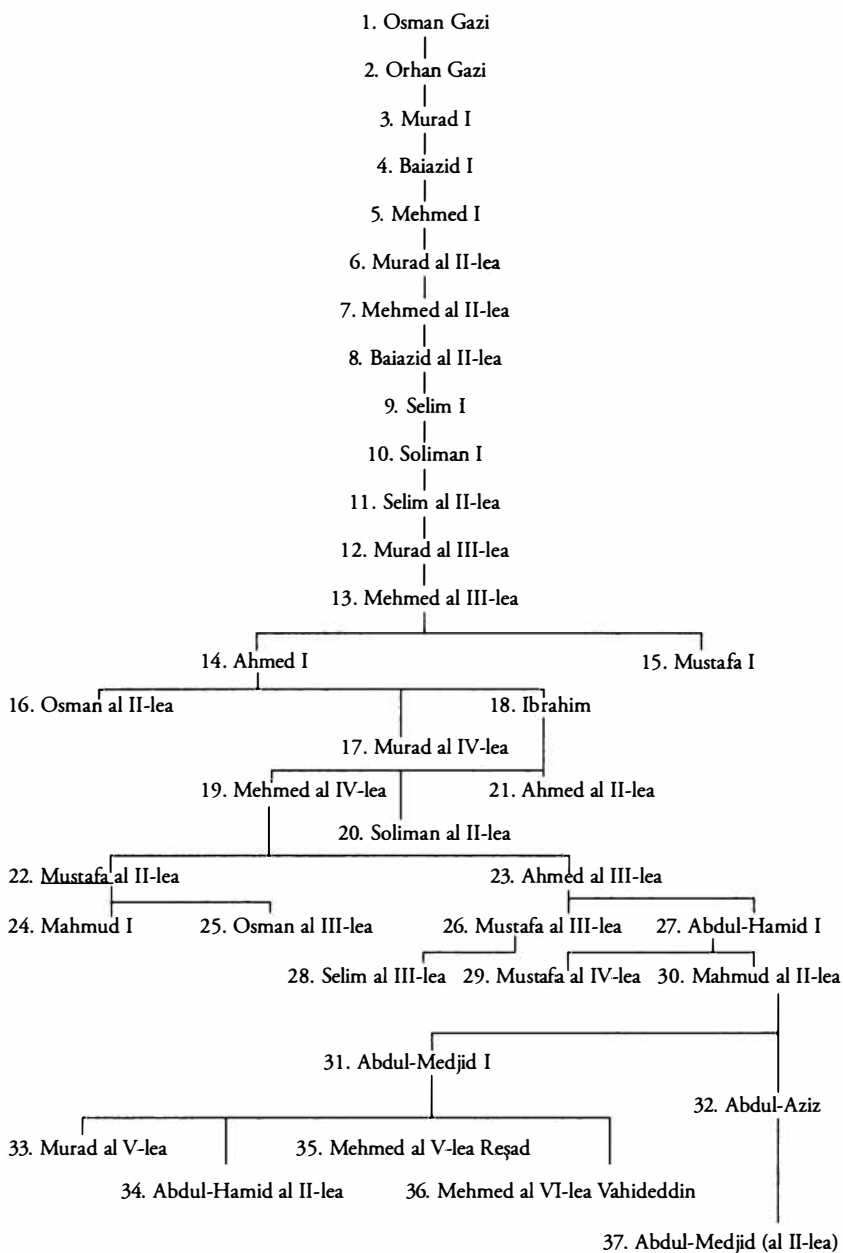 1. Osman Gazi
2. Orhan Gazi
3. Murad I
4. Baiazid I
5. Mehmed I
6. Murad al II-lea
7. Mehmed al II-lea
8. Baiazid al II-lea
9. Selim I
10. Soliman I
11. Selim al II-lea
12. Murad al III-lea
13. Mehmed al III-lea
14. Ahmed I 15. Mustafa I
16. Osman al II-lea 18. Ibrahim
17. Murad al IV-lea
19. Mehmed al IV-lea 21. Ahmed al II-lea
20. Soliman al II-lea
22. Mustafa al II-lea 23. Ahmed al III-lea
24. Mahmud I 25. Osman al III-lea 26. Mustafa al III-lea 27. Abdul-Hamid I
28. Selim al III-lea 29. Mustafa al IV-lea 30. Mahmud al II-lea
31. Abdul-Medjid I
32. Abdul-Aziz
33. Murad al V-lea 35. Mehmed al V-lea Reşad
34. Abdul-Hamid al II-lea 36. Mehmed al VI-lea Vahideddin
37. Abdul-Medjid (al II-lea)